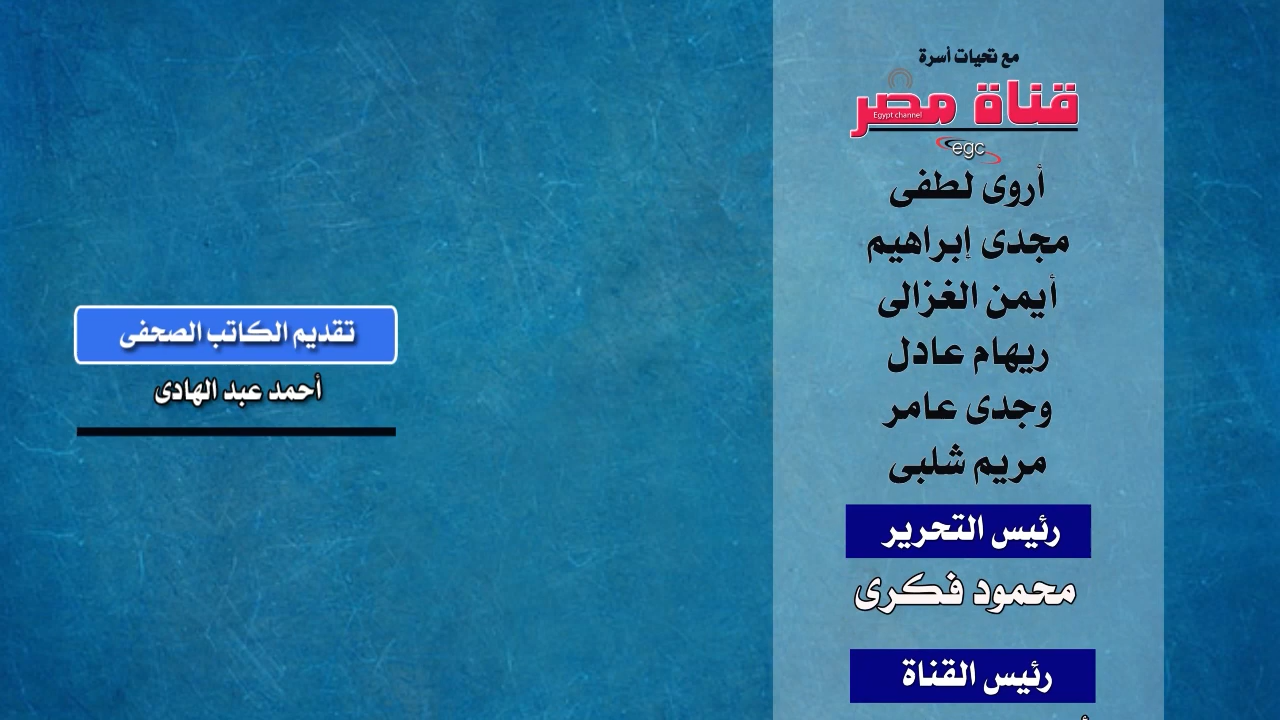 مع تحيات أسرة
قناة مصر
Egypt channel
egc
أروى لطفى
مجدى إبراهيم
أيمن الغزالى
ريهام عادل
وجدى عامر
مريم شلبى
رئيس التحرير
محمود فكرى
رئيس القناة
تقديم الكاتب الصحفى
أحمد عبد الهادى